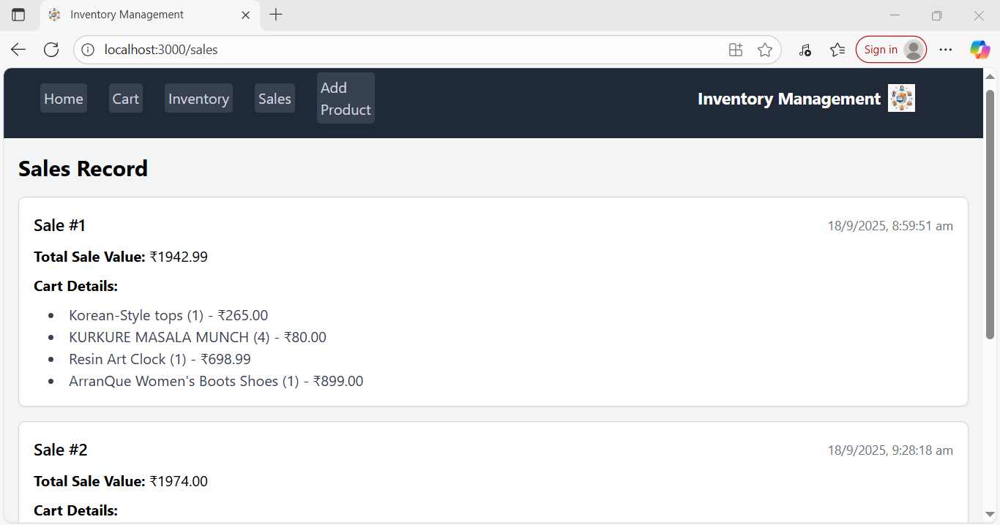 Inventory Management
localhost:3000/sales
Sign in
Home
Cart
Inventory
Sales
Add
Product
Inventory Management
Sales Record
Sale #1
18/9/2025, 8:59:51 am
Total Sale Value: ₹1942.99
Cart Details:
• Korean-Style tops (1) - ₹265.00
• KURKURE MASALA MUNCH (4) - ₹80.00
• Resin Art Clock (1) - ₹698.99
• ArranQue Women's Boots Shoes (1) - ₹899.00
Sale #2
18/9/2025, 9:28:18 am
Total Sale Value: ₹1974.00
Cart Details: